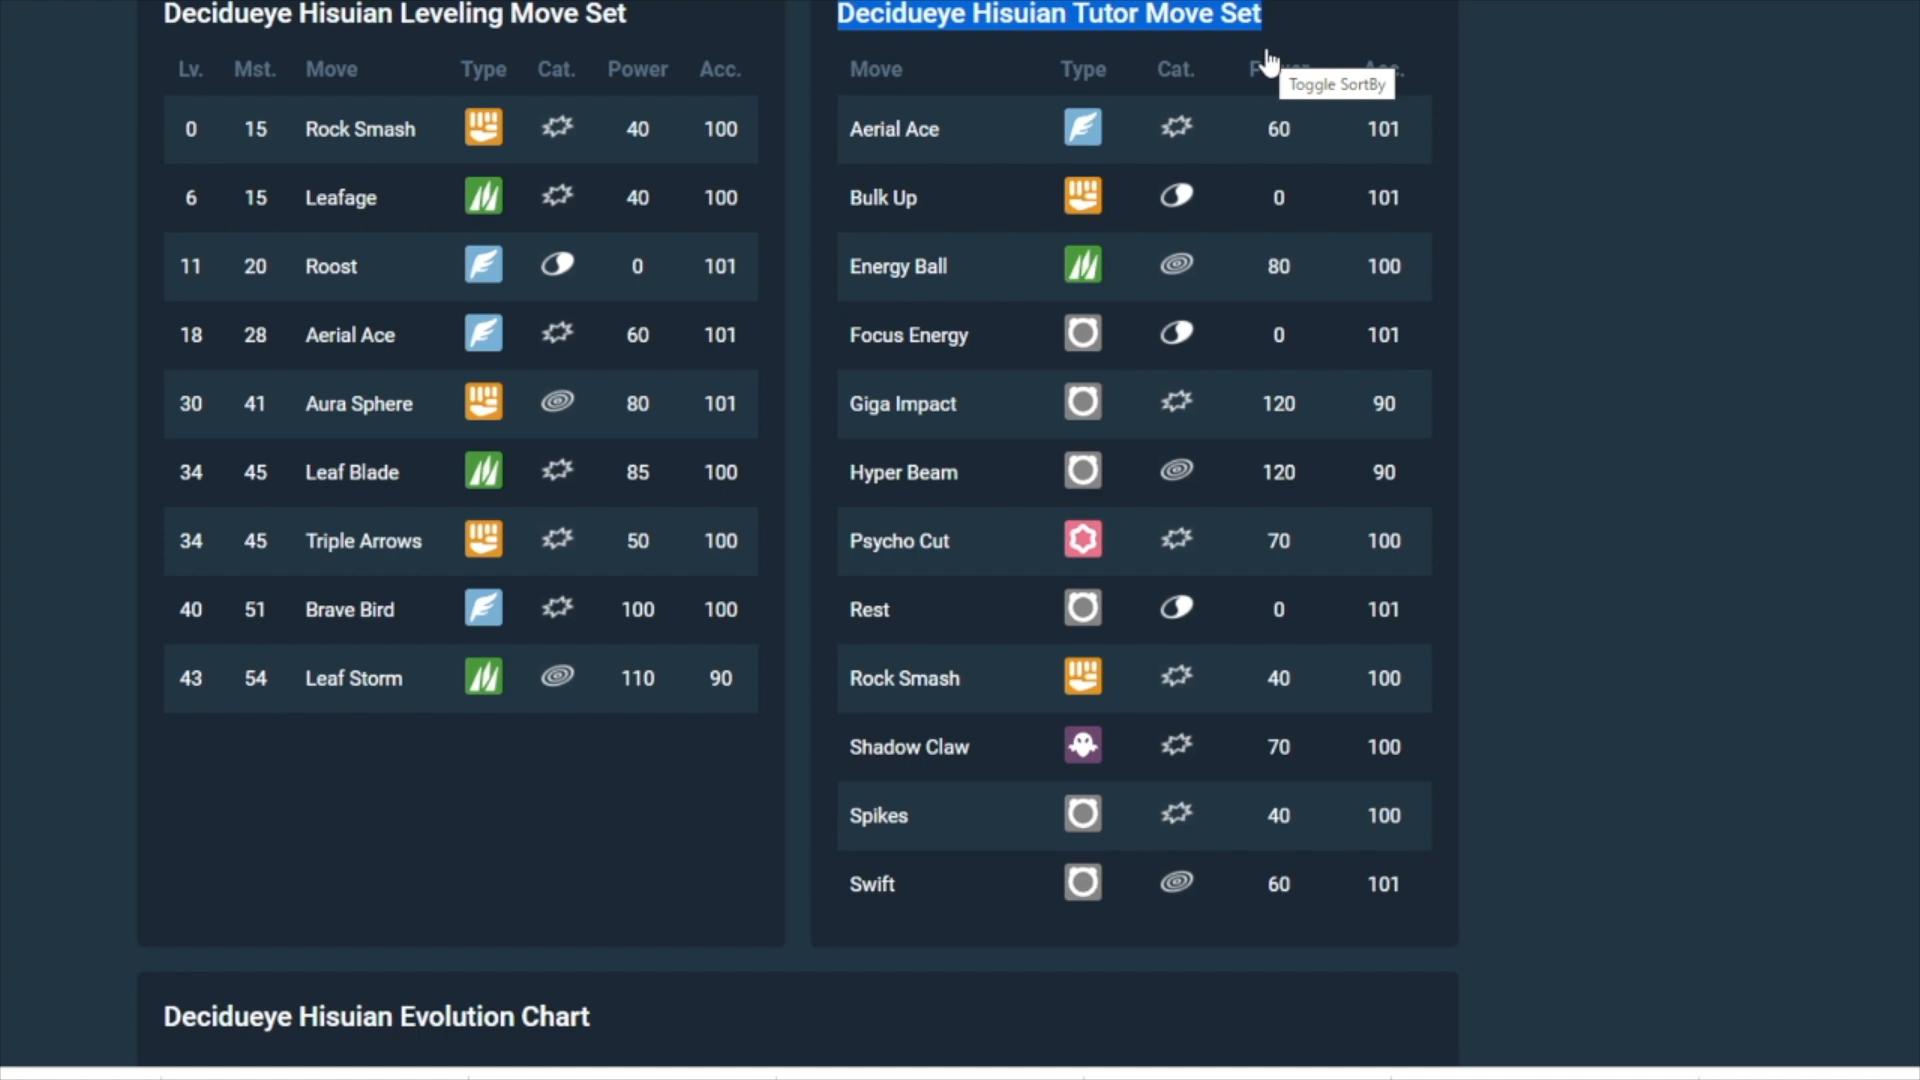 Decidueye Hisuian Leveling Move Set
Lv. Mst. Move Type Cat. Power Acc.
0 15 Rock Smash 40 100
6 15 Leafage 40 100
11 20 Roost 0 101
18 28 Aerial Ace 60 101
30 41 Aura Sphere 80 101
34 45 Leaf Blade 85 100
34 45 Triple Arrows 50 100
40 51 Brave Bird 100 100
43 54 Leaf Storm 110 90
Decidueye Hisuian Tutor Move Set
Move Type Cat.
Toggle SortBy
Aerial Ace 60 101
Bulk Up 0 101
Energy Ball 80 100
Focus Energy 0 101
Giga Impact 120 90
Hyper Beam 120 90
Psycho Cut 70 100
Rest 0 101
Rock Smash 40 100
Shadow Claw 70 100
Spikes 40 100
Swift 60 101
Decidueye Hisuian Evolution Chart